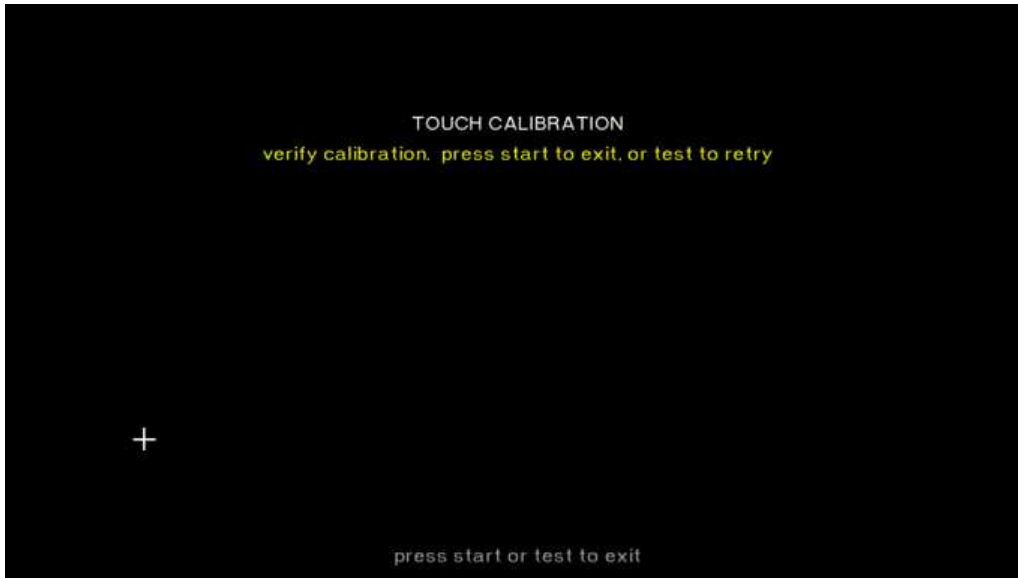 TOUCH CALIBRATION
verify calibration. press start to exit, or test to retry
press start or test to exit